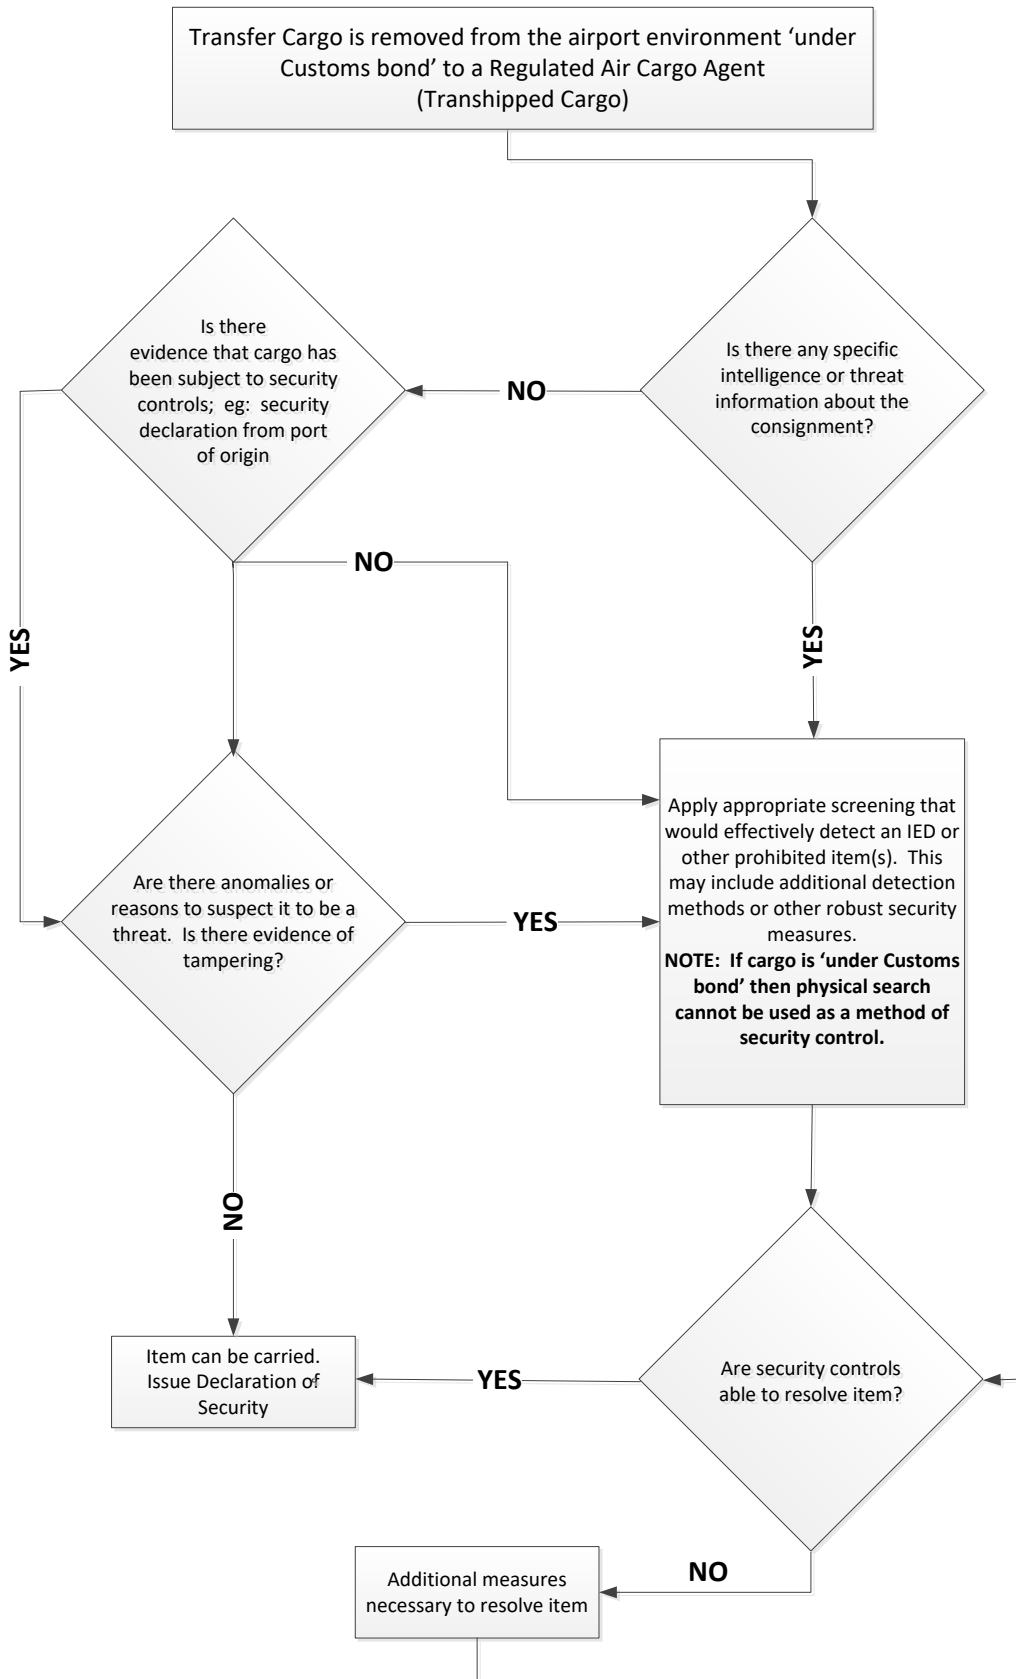 Transfer Cargo is removed from the airport environment ‘under
Customs bond’ to a Regulated Air Cargo Agent
(Transhipped Cargo)
Is there
evidence that cargo has
been subject to security
controls;  eg:  security
declaration from port
of origin
NO
Is there any specific
intelligence or threat
information about the
consignment?
NO
YES
YES
Are there anomalies or
reasons to suspect it to be a
threat.  Is there evidence of
tampering?
YES
Apply appropriate screening that
would effectively detect an IED or
other prohibited item(s).  This
may include additional detection
methods or other robust security
measures.
NOTE:  If cargo is ‘under Customs
bond’ then physical search
cannot be used as a method of
security control.
NO
Item can be carried.
Issue Declaration of
Security
YES
Are security controls
able to resolve item?
NO
Additional measures
necessary to resolve item